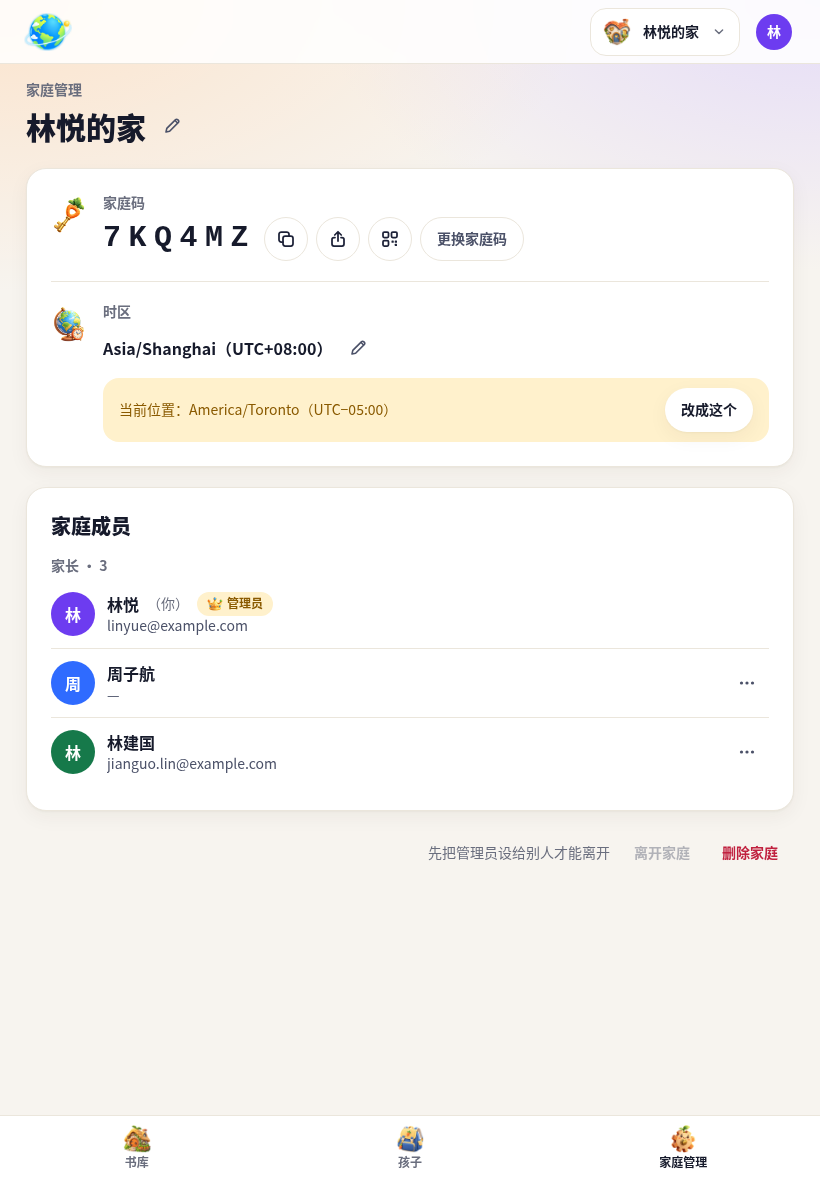 林悦的家
林
家庭管理
林悦的家
家庭码
7KQ4MZ
更换家庭码
时区
Asia/Shanghai（UTC+08:00）
当前位置：America/Toronto（UTC−05:00）
改成这个
家庭成员
家长 · 3
林
林悦 （你） 管理员
linyue@example.com
周
周子航
—
林
林建国
jianguo.lin@example.com
先把管理员设给别人才能离开 离开家庭 删除家庭
书库 孩子 家庭管理